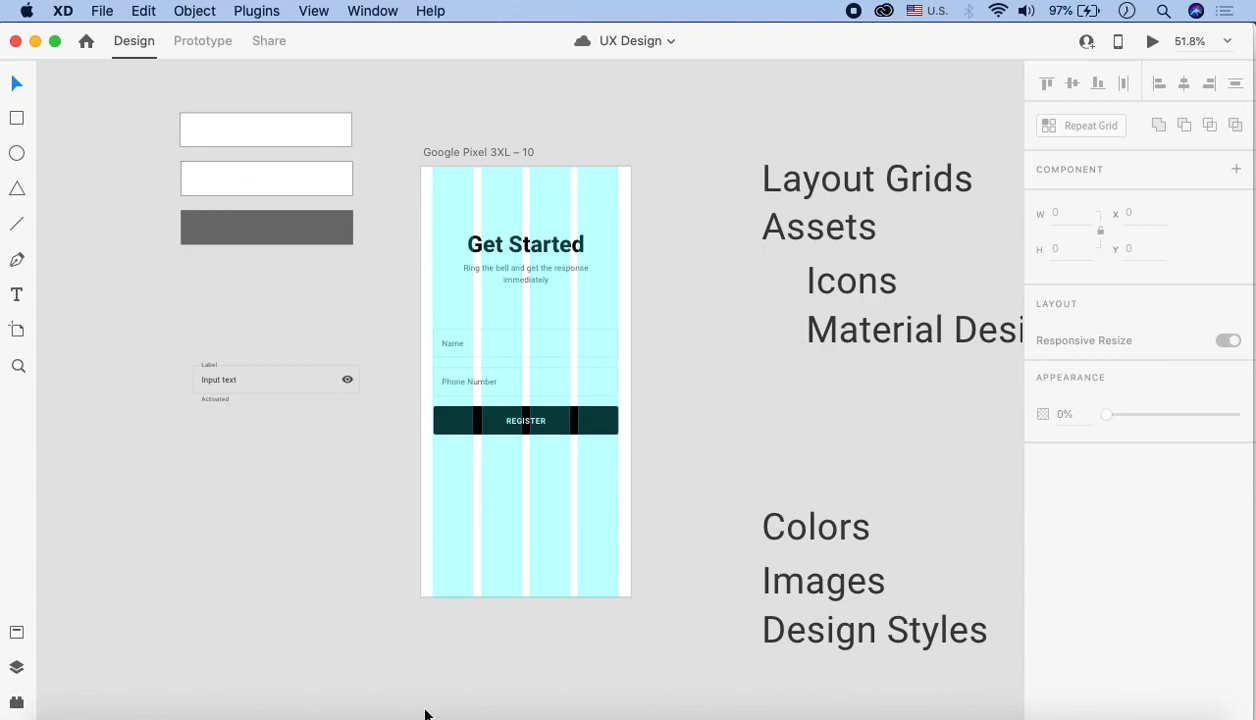 XD File Edit Object Plugins View Window Help U.S. 97%
Design Prototype Share UX Design 51.8%
Repeat Grid
COMPONENT
W 0 X 0
H 0 Y 0
LAYOUT
Responsive Resize
APPEARANCE
0%
Google Pixel 3XL – 10
Get Started
Ring the bell and get the response
immediately
Name
Phone Number
REGISTER
Label
Input text
Activated
Layout Grids
Assets
Icons
Material Desi
Colors
Images
Design Styles